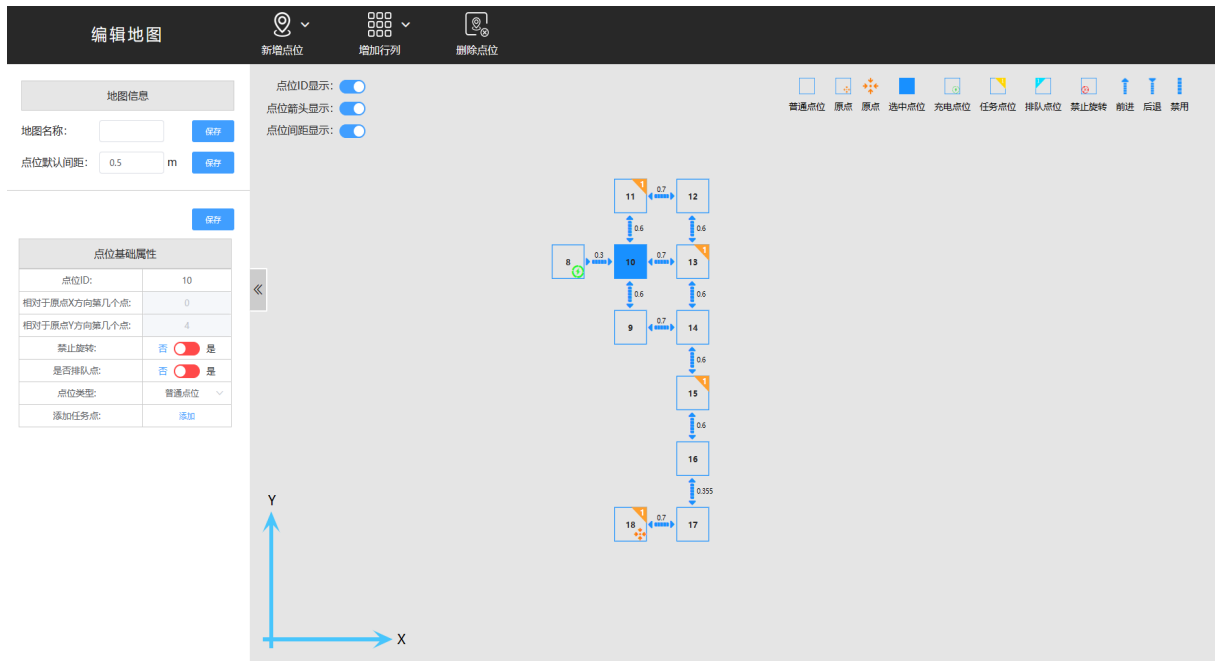 编辑地图
新增点位 增加行列 删除点位
地图信息
地图名称: 保存
点位默认间距: 0.5 m 保存
保存
点位基础属性
点位ID: 10
相对于原点X方向第几个点: 0
相对于原点Y方向第几个点: 4
禁止旋转: 否 是
是否排队点: 否 是
点位类型: 普通点位
添加任务点: 添加
点位ID显示:
点位箭头显示:
点位间距显示:
普通点位 原点 原点 选中点位 充电点位 任务点位 排队点位 禁止旋转 前进 后退 禁用
11 1 0.7 12
0.6 0.6
8 0.3 10 0.7 13 1
0.6 0.6
9 0.7 14
0.6
15 1
0.6
16
0.355
18 1 0.7 17
Y
X